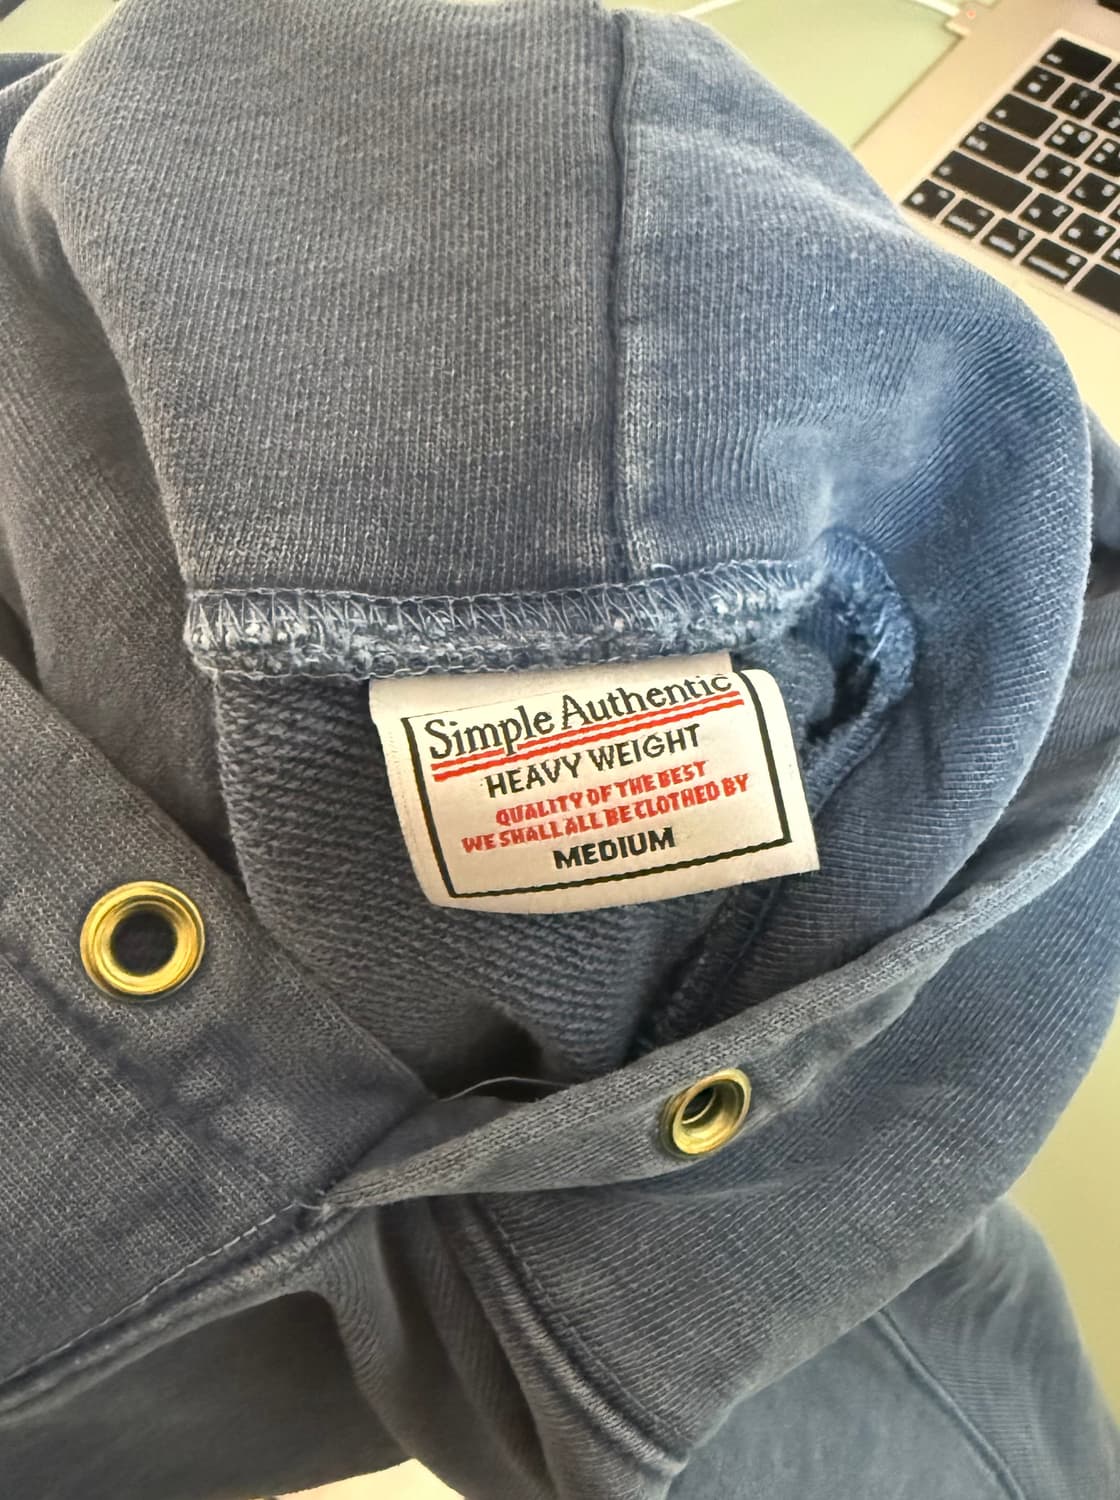 Simple Authentic
HEAVY WEIGHT
QUALITY OF THE BEST
WE SHALL ALL BE CLOTHED BY
MEDIUM